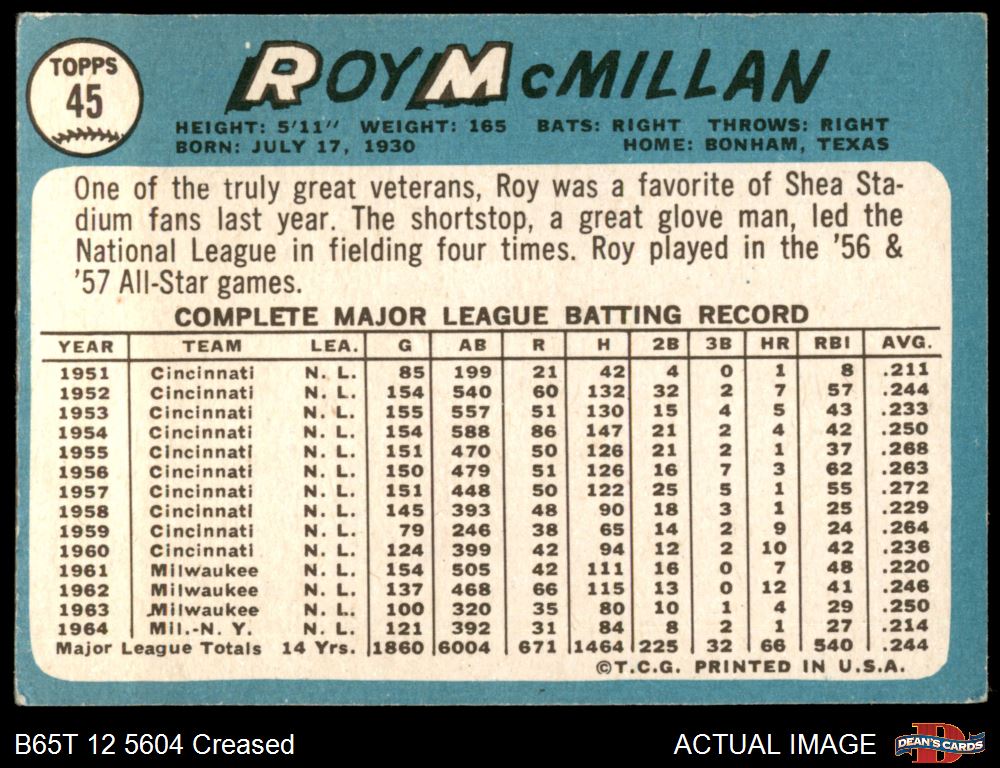 TOPPS
45
ROY McMILLAN
HEIGHT: 5'11" WEIGHT: 165 BATS: RIGHT THROWS: RIGHT
BORN: JULY 17, 1930 HOME: BONHAM, TEXAS
One of the truly great veterans, Roy was a favorite of Shea Sta-
dium fans last year. The shortstop, a great glove man, led the
National League in fielding four times. Roy played in the '56 &
'57 All-Star games.
COMPLETE MAJOR LEAGUE BATTING RECORD
YEAR TEAM LEA. G AB R H 2B 3B HR RBI AVG.
1951 Cincinnati N. L. 85 199 21 42 4 0 1 8 .211
1952 Cincinnati N. L. 154 540 60 132 32 2 7 57 .244
1953 Cincinnati N. L. 155 557 51 130 15 4 5 43 .233
1954 Cincinnati N. L. 154 588 86 147 21 2 4 42 .250
1955 Cincinnati N. L. 151 470 50 126 21 2 1 37 .268
1956 Cincinnati N. L. 150 479 51 126 16 7 3 62 .263
1957 Cincinnati N. L. 151 448 50 122 25 5 1 55 .272
1958 Cincinnati N. L. 145 393 48 90 18 3 1 25 .229
1959 Cincinnati N. L. 79 246 38 65 14 2 9 24 .264
1960 Cincinnati N. L. 124 399 42 94 12 2 10 42 .236
1961 Milwaukee N. L. 154 505 42 111 16 0 7 48 .220
1962 Milwaukee N. L. 137 468 66 115 13 0 12 41 .246
1963 Milwaukee N. L. 100 320 35 80 10 1 4 29 .250
1964 Mil.-N. Y. N. L. 121 392 31 84 8 2 1 27 .214
Major League Totals 14 Yrs. 1860 6004 671 1464 225 32 66 540 .244
©T.C.G. PRINTED IN U.S.A.
B65T 12 5604 Creased ACTUAL IMAGE
D
DEAN'S CARDS